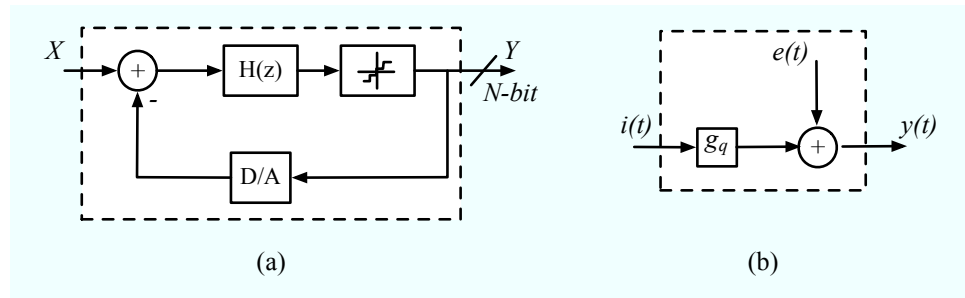 X
+
-
H(z)
Y
N-bit
D/A
(a)
e(t)
i(t)
g_q
+
y(t)
(b)